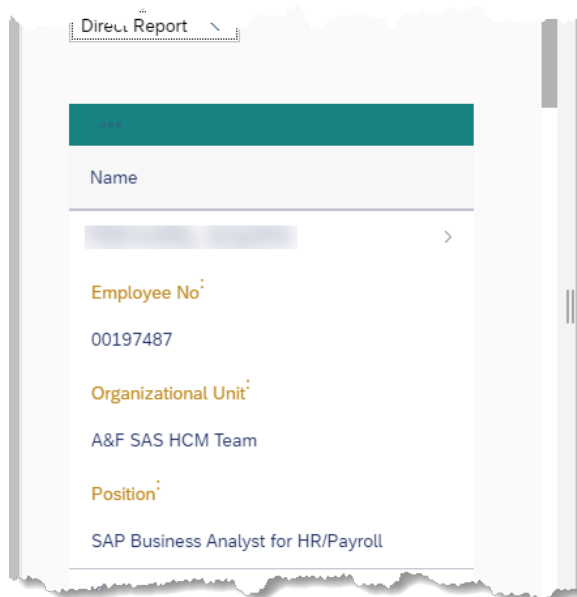 Direct Report
Name
Employee No:
00197487
Organizational Unit:
A&F SAS HCM Team
Position:
SAP Business Analyst for HR/Payroll